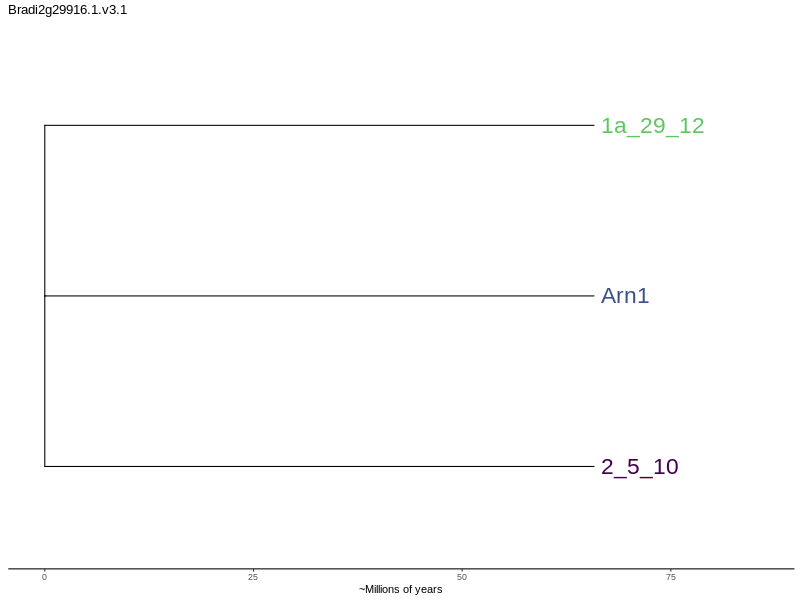 Bradi2g29916.1.v3.1
1a_29_12
Arn1
2_5_10
0 25 50 75
~Millions of years